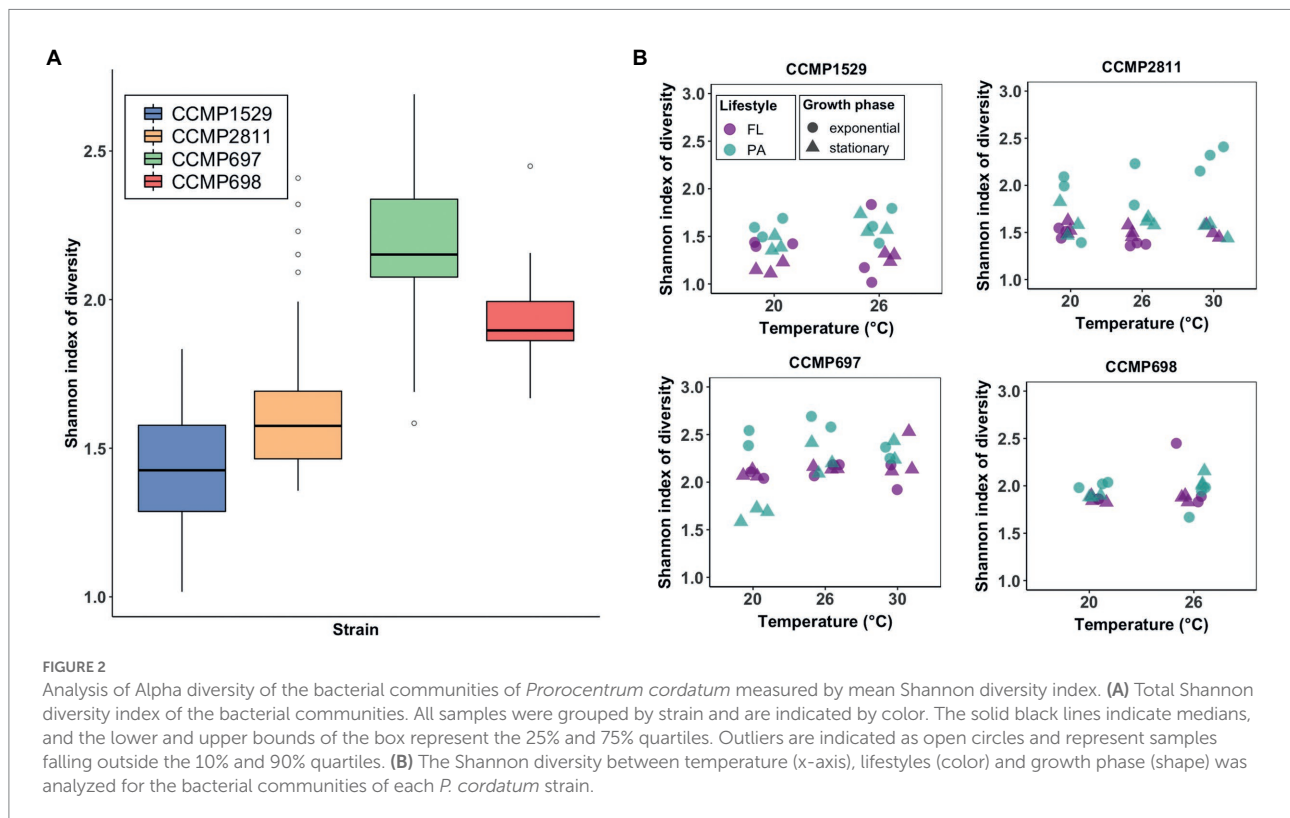 A
Shannon index of diversity
2.5
2.0
1.5
1.0
CCMP1529
CCMP2811
CCMP697
CCMP698
Strain
B
CCMP1529
Shannon index of diversity
3.0
2.5
2.0
1.5
1.0
Lifestyle
FL
PA
Growth phase
exponential
stationary
20
26
Temperature (°C)
CCMP2811
Shannon index of diversity
3.0
2.5
2.0
1.5
1.0
20
26
30
Temperature (°C)
CCMP697
Shannon index of diversity
3.0
2.5
2.0
1.5
1.0
20
26
30
Temperature (°C)
CCMP698
Shannon index of diversity
3.0
2.5
2.0
1.5
1.0
20
26
Temperature (°C)
FIGURE 2
Analysis of Alpha diversity of the bacterial communities of Prorocentrum cordatum measured by mean Shannon diversity index. (A) Total Shannon
diversity index of the bacterial communities. All samples were grouped by strain and are indicated by color. The solid black lines indicate medians,
and the lower and upper bounds of the box represent the 25% and 75% quartiles. Outliers are indicated as open circles and represent samples
falling outside the 10% and 90% quartiles. (B) The Shannon diversity between temperature (x-axis), lifestyles (color) and growth phase (shape) was
analyzed for the bacterial communities of each P. cordatum strain.